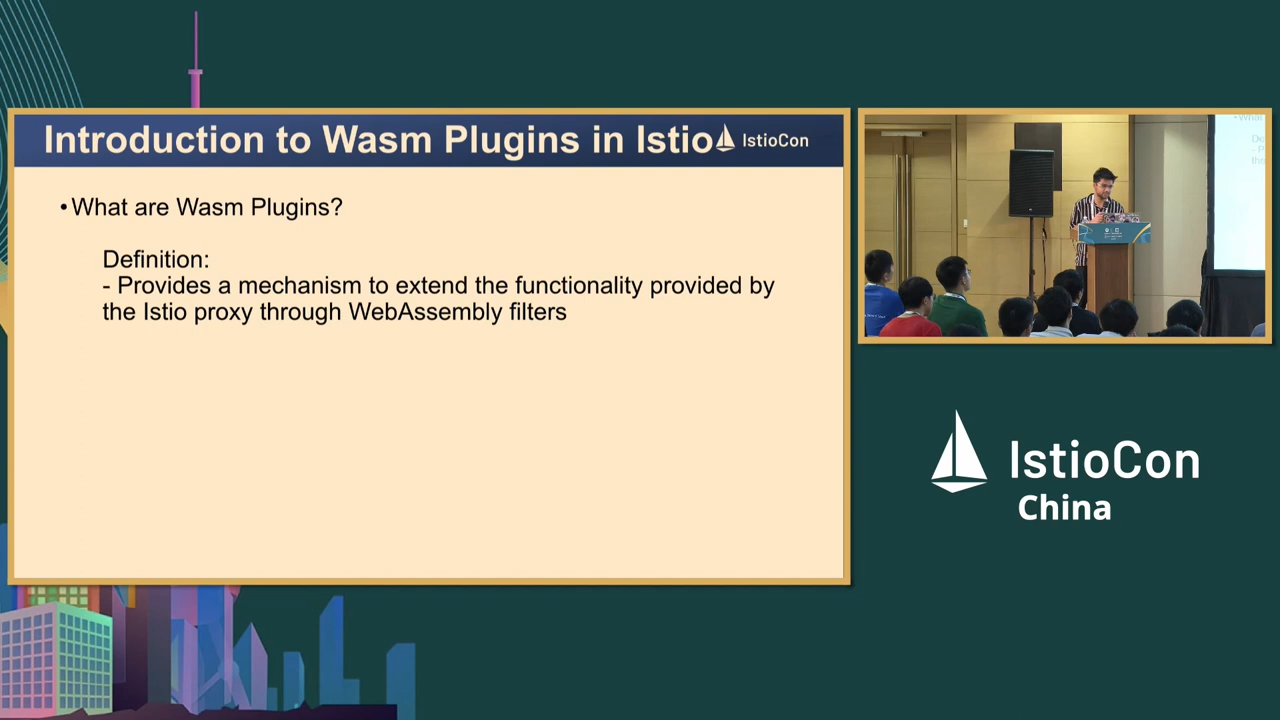 Introduction to Wasm Plugins in Istio
IstioCon
•What are Wasm Plugins?
Definition:
- Provides a mechanism to extend the functionality provided by
the Istio proxy through WebAssembly filters
IstioCon
China